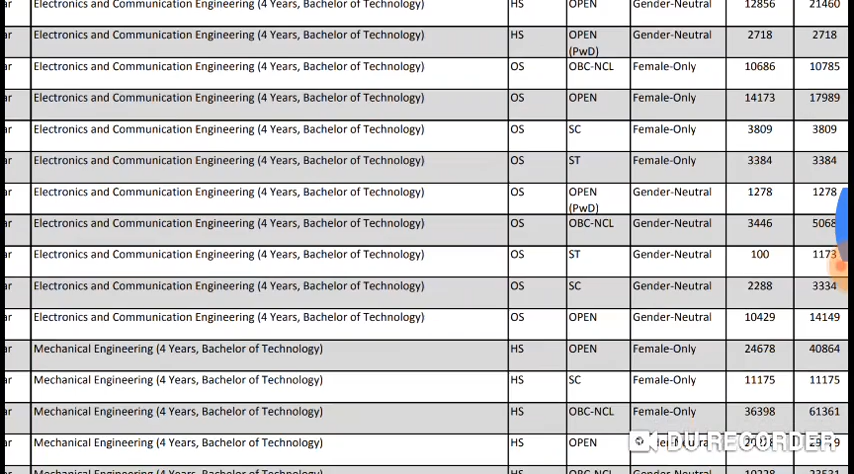 Electronics and Communication Engineering (4 Years, Bachelor of Technology) HS OPEN Gender-Neutral 12856 21460
ar Electronics and Communication Engineering (4 Years, Bachelor of Technology) HS OPEN Gender-Neutral 2718 2718
(PwD)
ar Electronics and Communication Engineering (4 Years, Bachelor of Technology) OS OBC-NCL Female-Only 10686 10785
ar Electronics and Communication Engineering (4 Years, Bachelor of Technology) OS OPEN Female-Only 14173 17989
ar Electronics and Communication Engineering (4 Years, Bachelor of Technology) OS SC Female-Only 3809 3809
ar Electronics and Communication Engineering (4 Years, Bachelor of Technology) OS ST Female-Only 3384 3384
ar Electronics and Communication Engineering (4 Years, Bachelor of Technology) OS OPEN Gender-Neutral 1278 1278
(PwD)
ar Electronics and Communication Engineering (4 Years, Bachelor of Technology) OS OBC-NCL Gender-Neutral 3446 5068
ar Electronics and Communication Engineering (4 Years, Bachelor of Technology) OS ST Gender-Neutral 100 1173
ar Electronics and Communication Engineering (4 Years, Bachelor of Technology) OS SC Gender-Neutral 2288 3334
ar Electronics and Communication Engineering (4 Years, Bachelor of Technology) OS OPEN Gender-Neutral 10429 14149
ar Mechanical Engineering (4 Years, Bachelor of Technology) HS OPEN Female-Only 24678 40864
ar Mechanical Engineering (4 Years, Bachelor of Technology) HS SC Female-Only 11175 11175
ar Mechanical Engineering (4 Years, Bachelor of Technology) HS OBC-NCL Female-Only 36398 61361
ar Mechanical Engineering (4 Years, Bachelor of Technology) HS OPEN
DU RECORDER